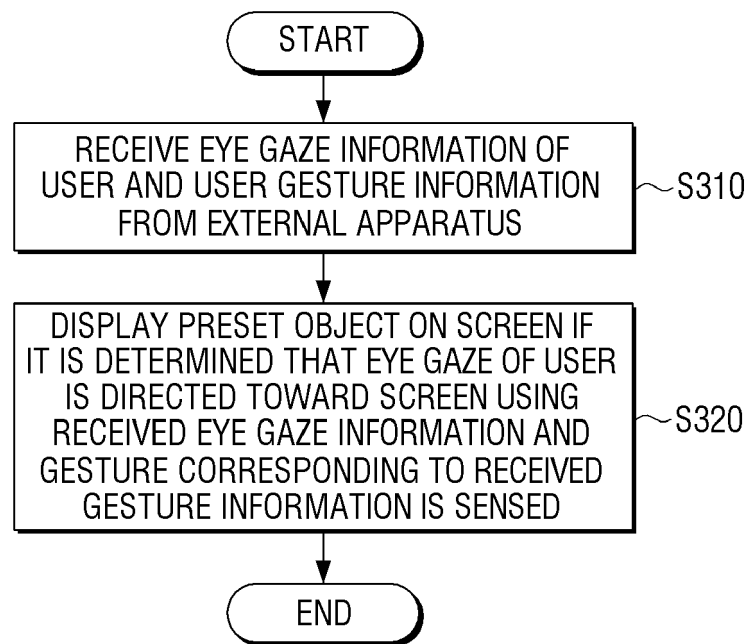 START
RECEIVE EYE GAZE INFORMATION OF
USER AND USER GESTURE INFORMATION
FROM EXTERNAL APPARATUS
S310
DISPLAY PRESET OBJECT ON SCREEN IF
IT IS DETERMINED THAT EYE GAZE OF USER
IS DIRECTED TOWARD SCREEN USING
RECEIVED EYE GAZE INFORMATION AND
GESTURE CORRESPONDING TO RECEIVED
GESTURE INFORMATION IS SENSED
S320
END